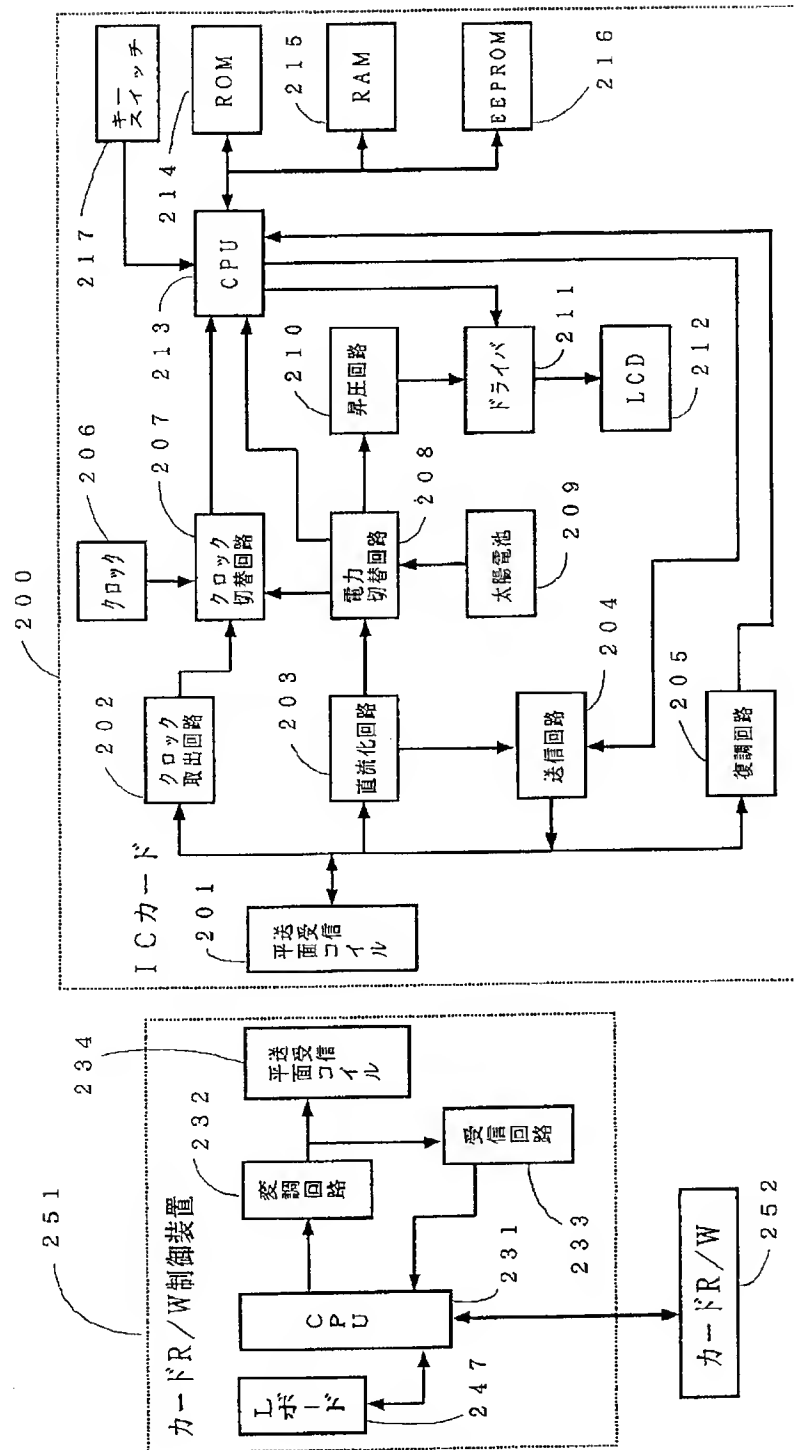 200
ICカード
201
送受信
平面コイル
202
クロック
取出回路
203
直流化回路
204
送信回路
205
復調回路
206
クロック
207
クロック
切替回路
208
電力
切替回路
209
太陽電池
210
昇圧回路
211
ドライバ
212
LCD
213
CPU
214
ROM
215
RAM
216
EEPROM
217
キー
スイッチ
251
カードR/W制御装置
234
送受信
平面コイル
232
変調回路
233
受信回路
231
CPU
247
Lボード
252
カードR/W